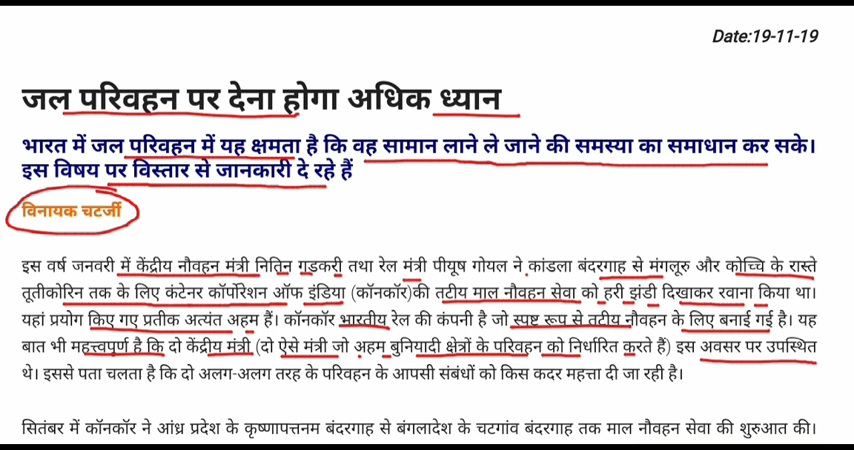 Date:19-11-19
जल परिवहन पर देना होगा अधिक ध्यान
भारत में जल परिवहन में यह क्षमता है कि वह सामान लाने ले जाने की समस्या का समाधान कर सके।
इस विषय पर विस्तार से जानकारी दे रहे हैं
विनायक चटर्जी
इस वर्ष जनवरी में केंद्रीय नौवहन मंत्री नितिन गडकरी तथा रेल मंत्री पीयूष गोयल ने कांडला बंदरगाह से मंगलूरु और कोच्चि के रास्ते
तूतीकोरिन तक के लिए कंटेनर कॉर्पोरेशन ऑफ इंडिया (कॉनकॉर)की तटीय माल नौवहन सेवा को हरी झंडी दिखाकर रवाना किया था।
यहां प्रयोग किए गए प्रतीक अत्यंत अहम हैं। कॉनकॉर भारतीय रेल की कंपनी है जो स्पष्ट रूप से तटीय नौवहन के लिए बनाई गई है। यह
बात भी महत्त्वपूर्ण है कि दो केंद्रीय मंत्री (दो ऐसे मंत्री जो अहम बुनियादी क्षेत्रों के परिवहन को निर्धारित करते हैं) इस अवसर पर उपस्थित
थे। इससे पता चलता है कि दो अलग-अलग तरह के परिवहन के आपसी संबंधों को किस कदर महत्ता दी जा रही है।
सितंबर में कॉनकॉर ने आंध्र प्रदेश के कृष्णापत्तनम बंदरगाह से बंगलादेश के चटगांव बंदरगाह तक माल नौवहन सेवा की शुरुआत की।